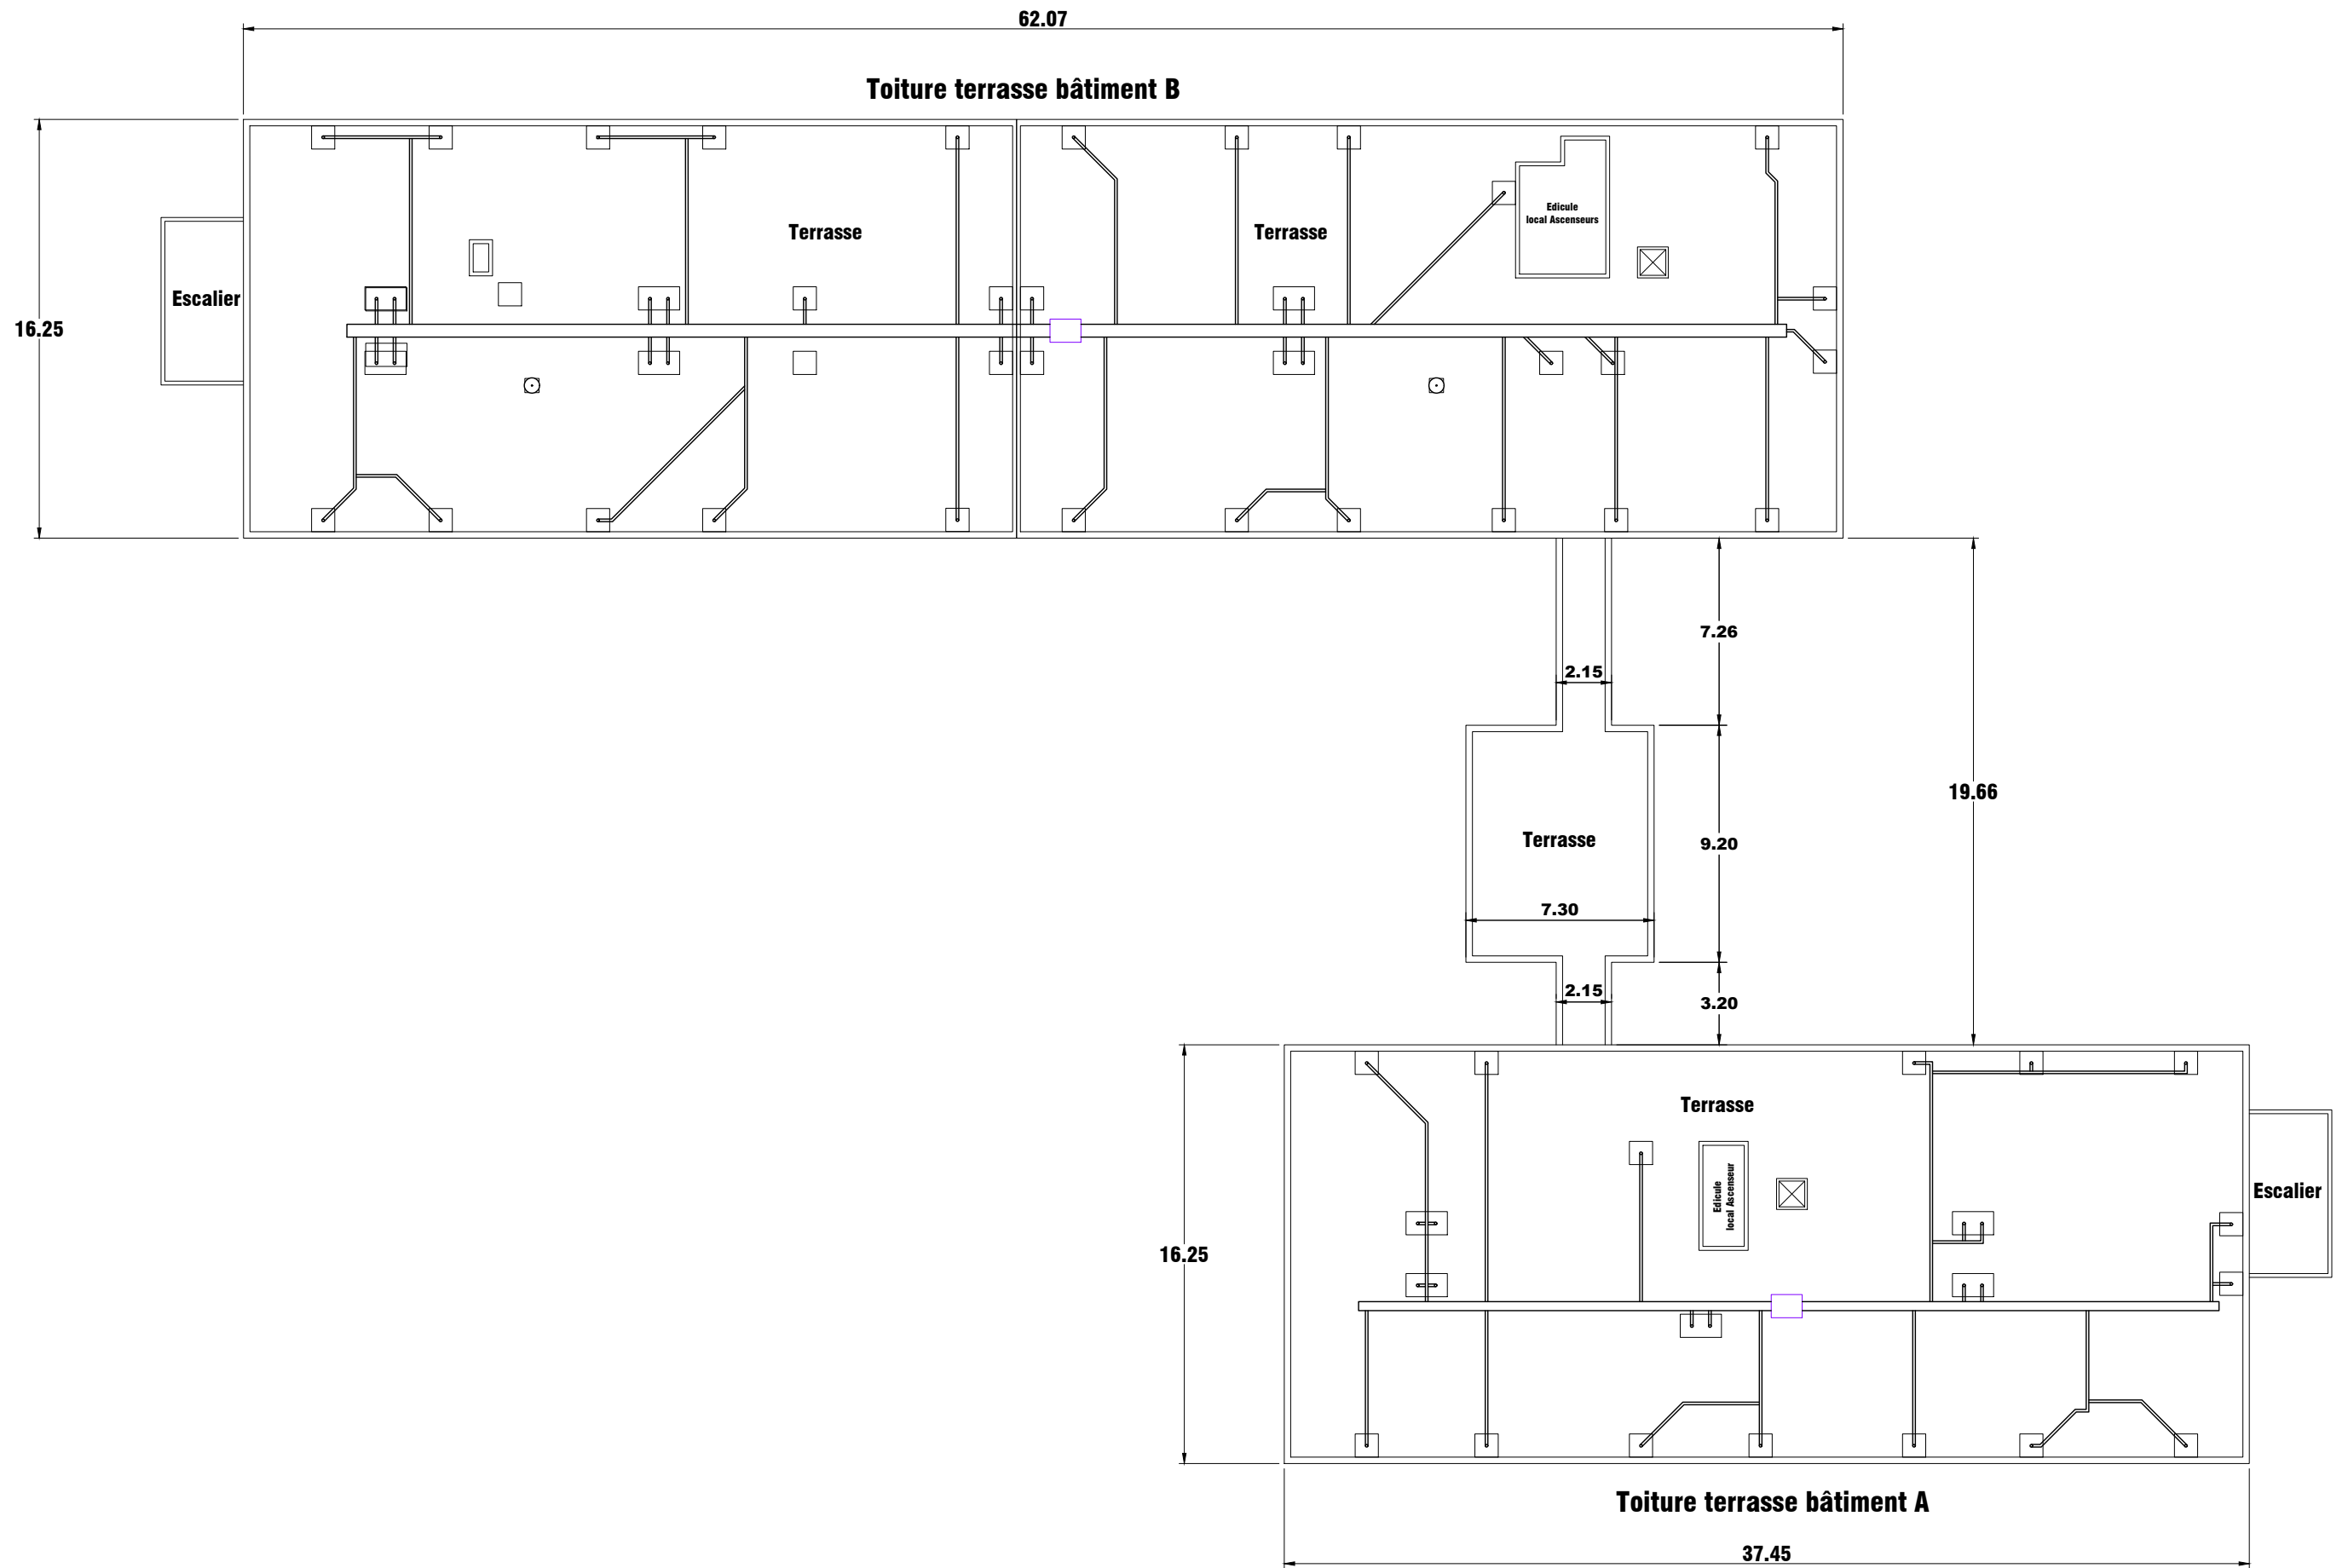 62.07
Toiture terrasse bâtiment B
Edicule
local Ascenseurs
Terrasse
Terrasse
Escalier
16.25
7.26
2.15
19.66
Terrasse
9.20
7.30
2.15
3.20
Terrasse
Edicule
local Ascenseur
Escalier
16.25
Toiture terrasse bâtiment A
37.45